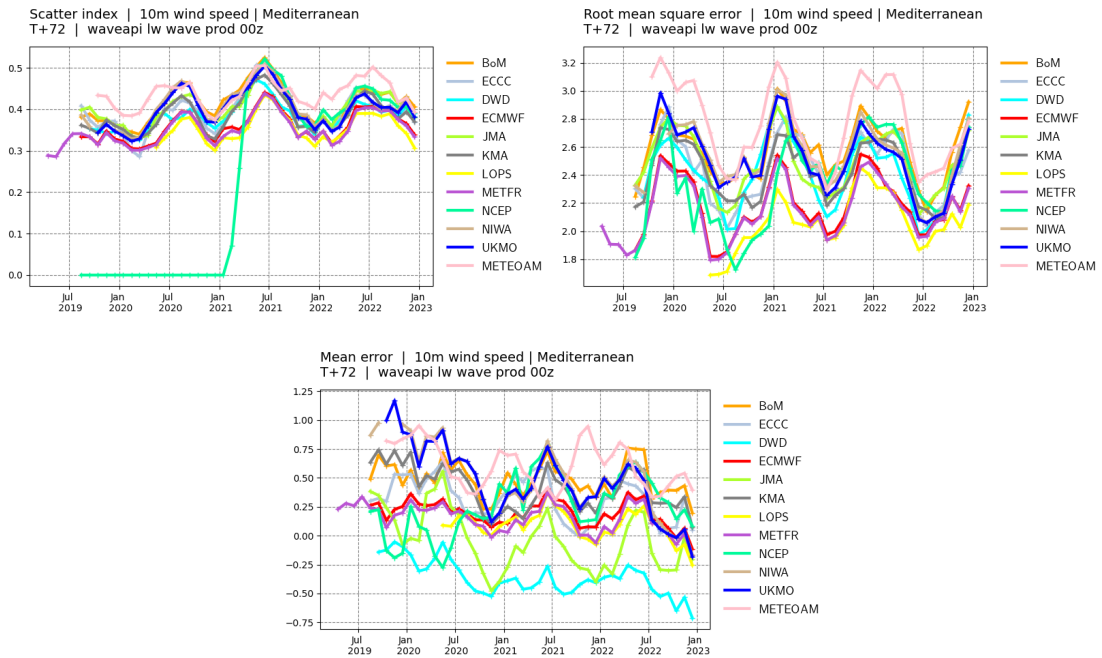 Scatter index | 10m wind speed | Mediterranean
T+72 | waveapi lw wave prod 00z
0.5
0.4
0.3
0.2
0.1
0.0
Jul 2019
Jan 2020
Jul 2020
Jan 2021
Jul 2021
Jan 2022
Jul 2022
Jan 2023
BoM
ECCC
DWD
ECMWF
JMA
KMA
LOPS
METFR
NCEP
NIWA
UKMO
METEOAM
Root mean square error | 10m wind speed | Mediterranean
T+72 | waveapi lw wave prod 00z
3.2
3.0
2.8
2.6
2.4
2.2
2.0
1.8
Jul 2019
Jan 2020
Jul 2020
Jan 2021
Jul 2021
Jan 2022
Jul 2022
Jan 2023
BoM
ECCC
DWD
ECMWF
JMA
KMA
LOPS
METFR
NCEP
NIWA
UKMO
METEOAM
Mean error | 10m wind speed | Mediterranean
T+72 | waveapi lw wave prod 00z
1.25
1.00
0.75
0.50
0.25
0.00
−0.25
−0.50
−0.75
Jul 2019
Jan 2020
Jul 2020
Jan 2021
Jul 2021
Jan 2022
Jul 2022
Jan 2023
BoM
ECCC
DWD
ECMWF
JMA
KMA
LOPS
METFR
NCEP
NIWA
UKMO
METEOAM